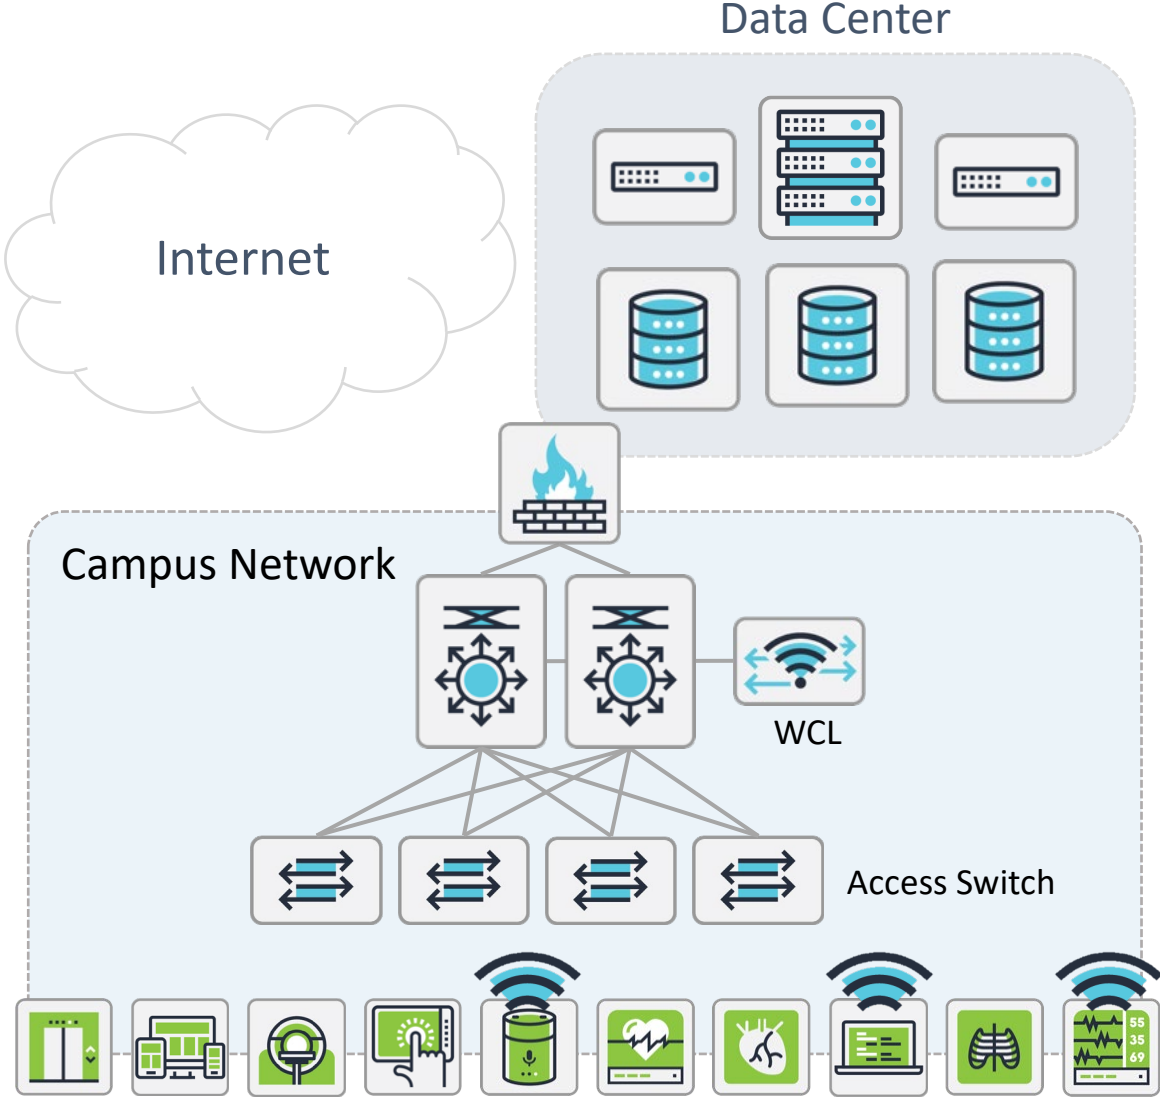 Data Center
Internet
Campus Network
WCL
Access Switch
55
35
69